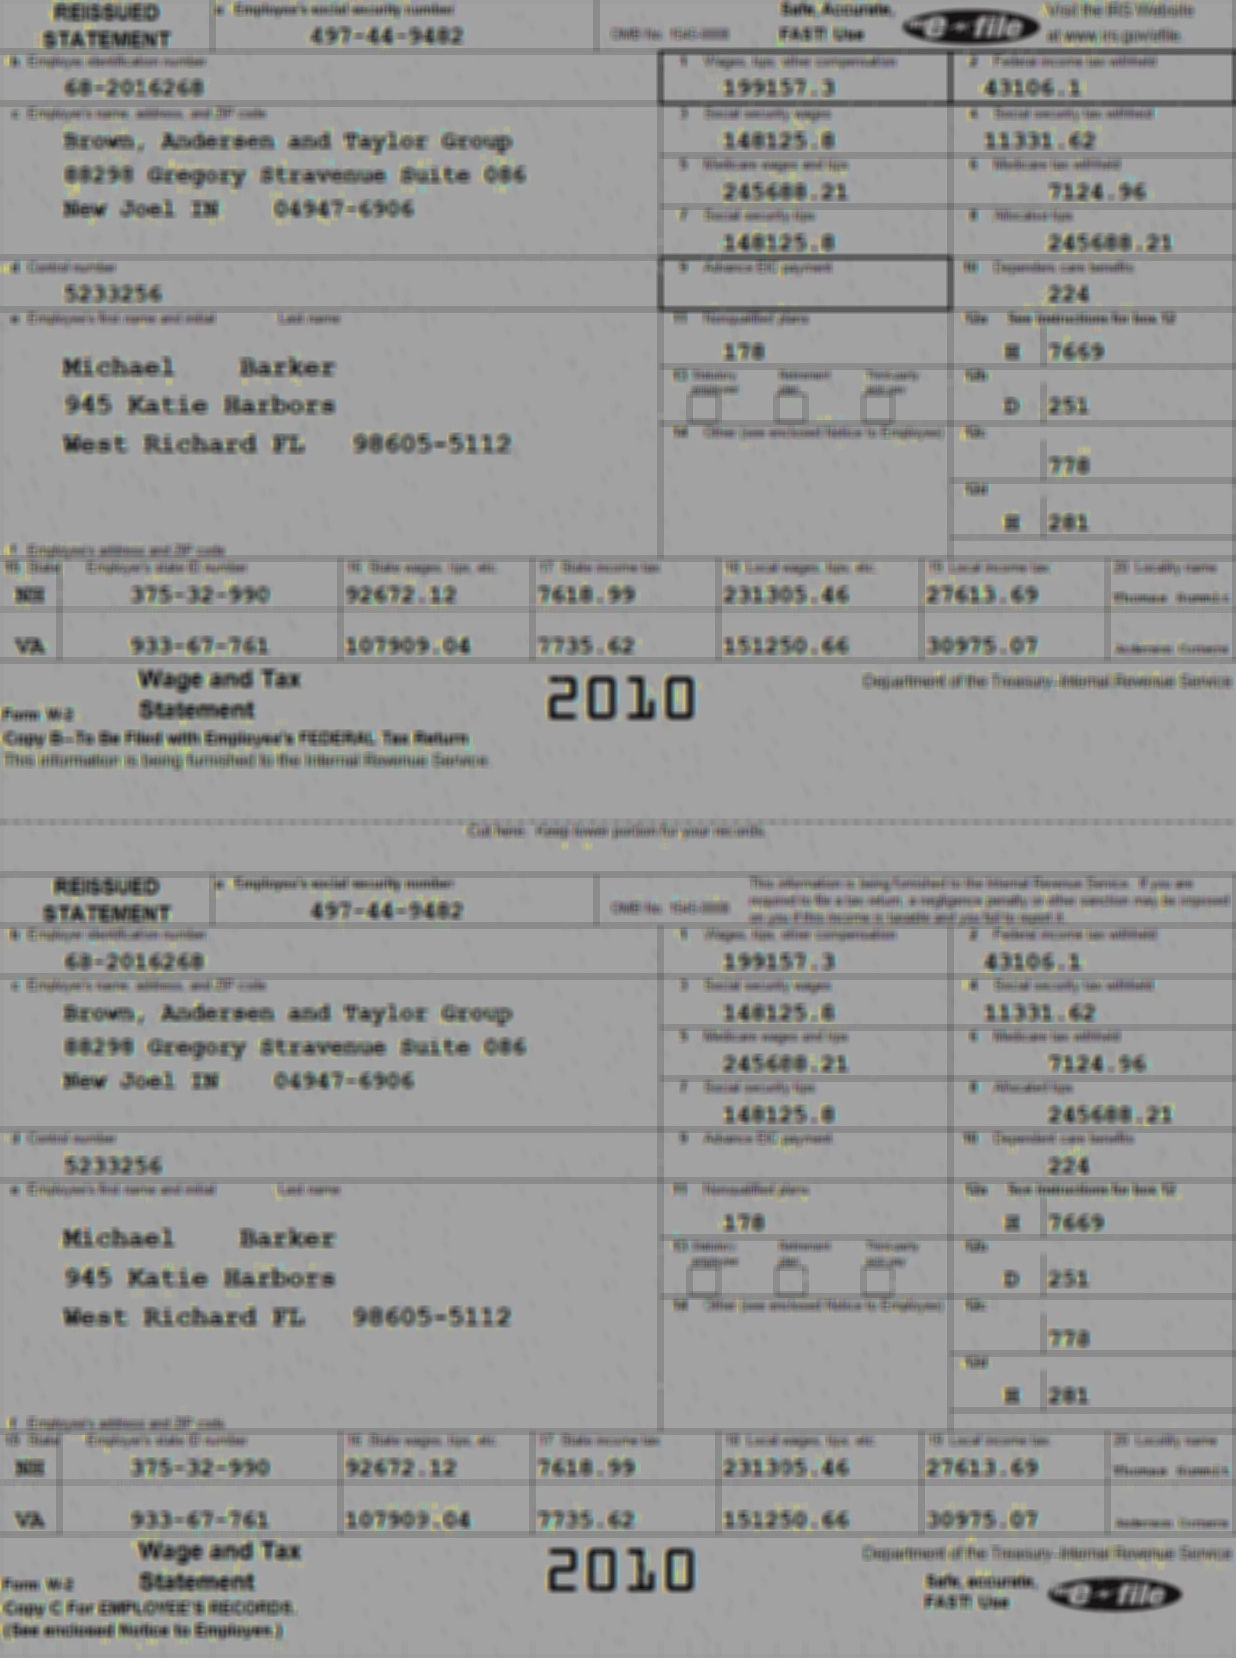 REISSUED STATEMENT
a Employee's social security number
497-44-9482
OMB No. 1545-0008
Safe, Accurate, FAST! Use
e-file
Visit the IRS Website at www.irs.gov/efile.
b Employer identification number
68-2016268
1 Wages, tips, other compensation
199157.3
2 Federal income tax withheld
43106.1
c Employer's name, address, and ZIP code
Brown, Andersen and Taylor Group
88298 Gregory Stravenue Suite 086
New Joel IN 04947-6906
3 Social security wages
148125.8
4 Social security tax withheld
11331.62
5 Medicare wages and tips
245688.21
6 Medicare tax withheld
7124.96
7 Social security tips
148125.8
8 Allocated tips
245688.21
d Control number
5233256
9 Advance EIC payment
10 Dependent care benefits
224
e Employee's first name and initial Last name
Michael Barker
945 Katie Harbors
West Richard FL 98605-5112
11 Nonqualified plans
178
12a See instructions for box 12
H 7669
13 Statutory employee Retirement plan Third-party sick pay
12b
D 251
14 Other (see enclosed Notice to Employee)
12c
778
12d
H 281
f Employee's address and ZIP code
15 State Employer's state ID number 16 State wages, tips, etc. 17 State income tax 18 Local wages, tips, etc. 19 Local income tax 20 Locality name
NH 375-32-990 92672.12 7618.99 231305.46 27613.69 Thomas
VA 933-67-761 107909.04 7735.62 151250.66 30975.07
Form W-2
Wage and Tax Statement
2010
Department of the Treasury-Internal Revenue Service
Copy B--To Be Filed with Employee's FEDERAL Tax Return
This information is being furnished to the Internal Revenue Service.
Cut here. Keep lower portion for your records.
REISSUED STATEMENT
a Employee's social security number
497-44-9482
OMB No. 1545-0008
This information is being furnished to the Internal Revenue Service. If you are
required to file a tax return, a negligence penalty or other sanction may be imposed
on you if this income is taxable and you fail to report it.
b Employer identification number
68-2016268
1 Wages, tips, other compensation
199157.3
2 Federal income tax withheld
43106.1
c Employer's name, address, and ZIP code
Brown, Andersen and Taylor Group
88298 Gregory Stravenue Suite 086
New Joel IN 04947-6906
3 Social security wages
148125.8
4 Social security tax withheld
11331.62
5 Medicare wages and tips
245688.21
6 Medicare tax withheld
7124.96
7 Social security tips
148125.8
8 Allocated tips
245688.21
d Control number
5233256
9 Advance EIC payment
10 Dependent care benefits
224
e Employee's first name and initial Last name
Michael Barker
945 Katie Harbors
West Richard FL 98605-5112
11 Nonqualified plans
178
12a See instructions for box 12
H 7669
13 Statutory employee Retirement plan Third-party sick pay
12b
D 251
14 Other (see enclosed Notice to Employee)
12c
778
12d
H 281
f Employee's address and ZIP code
15 State Employer's state ID number 16 State wages, tips, etc. 17 State income tax 18 Local wages, tips, etc. 19 Local income tax 20 Locality name
NH 375-32-990 92672.12 7618.99 231305.46 27613.69 Thomas
VA 933-67-761 107909.04 7735.62 151250.66 30975.07
Form W-2
Wage and Tax Statement
2010
Department of the Treasury-Internal Revenue Service
Copy C For EMPLOYEE'S RECORDS.
(See enclosed Notice to Employee.)
Safe, accurate, FAST! Use
e-file